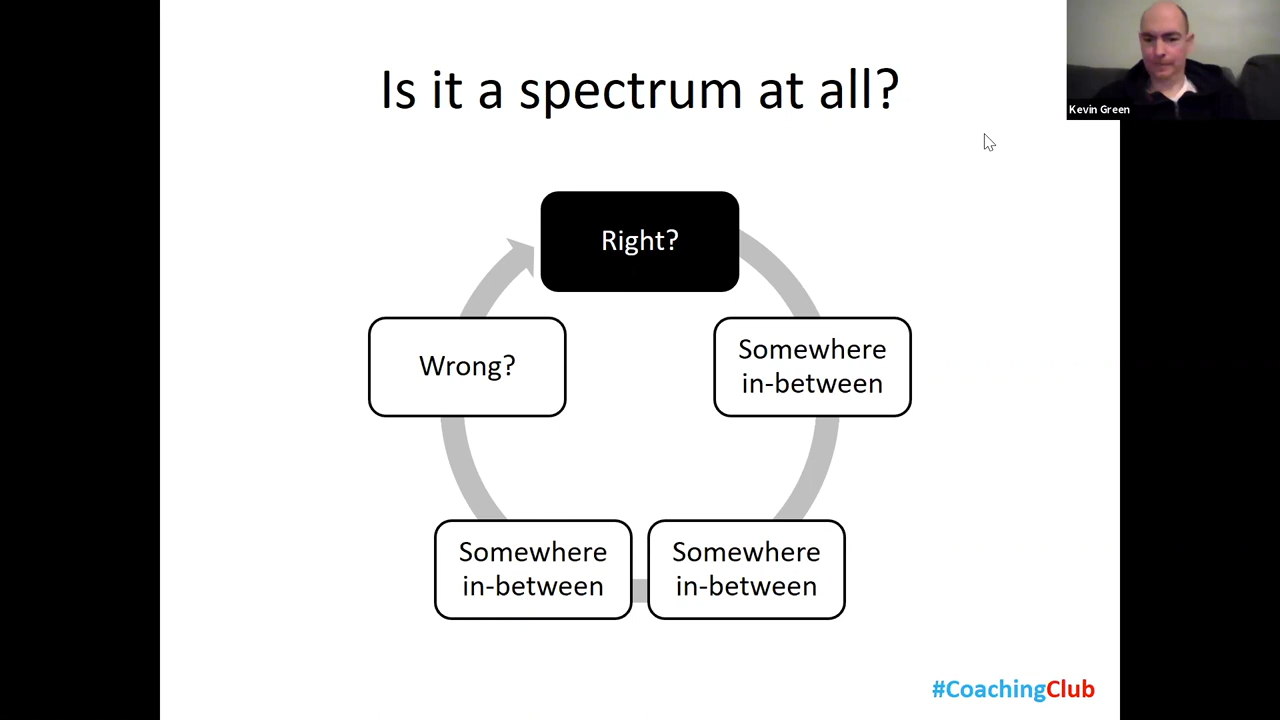 Is it a spectrum at all?
Kevin Green
Right?
Wrong?
Somewhere
in-between
Somewhere
in-between
Somewhere
in-between
#CoachingClub